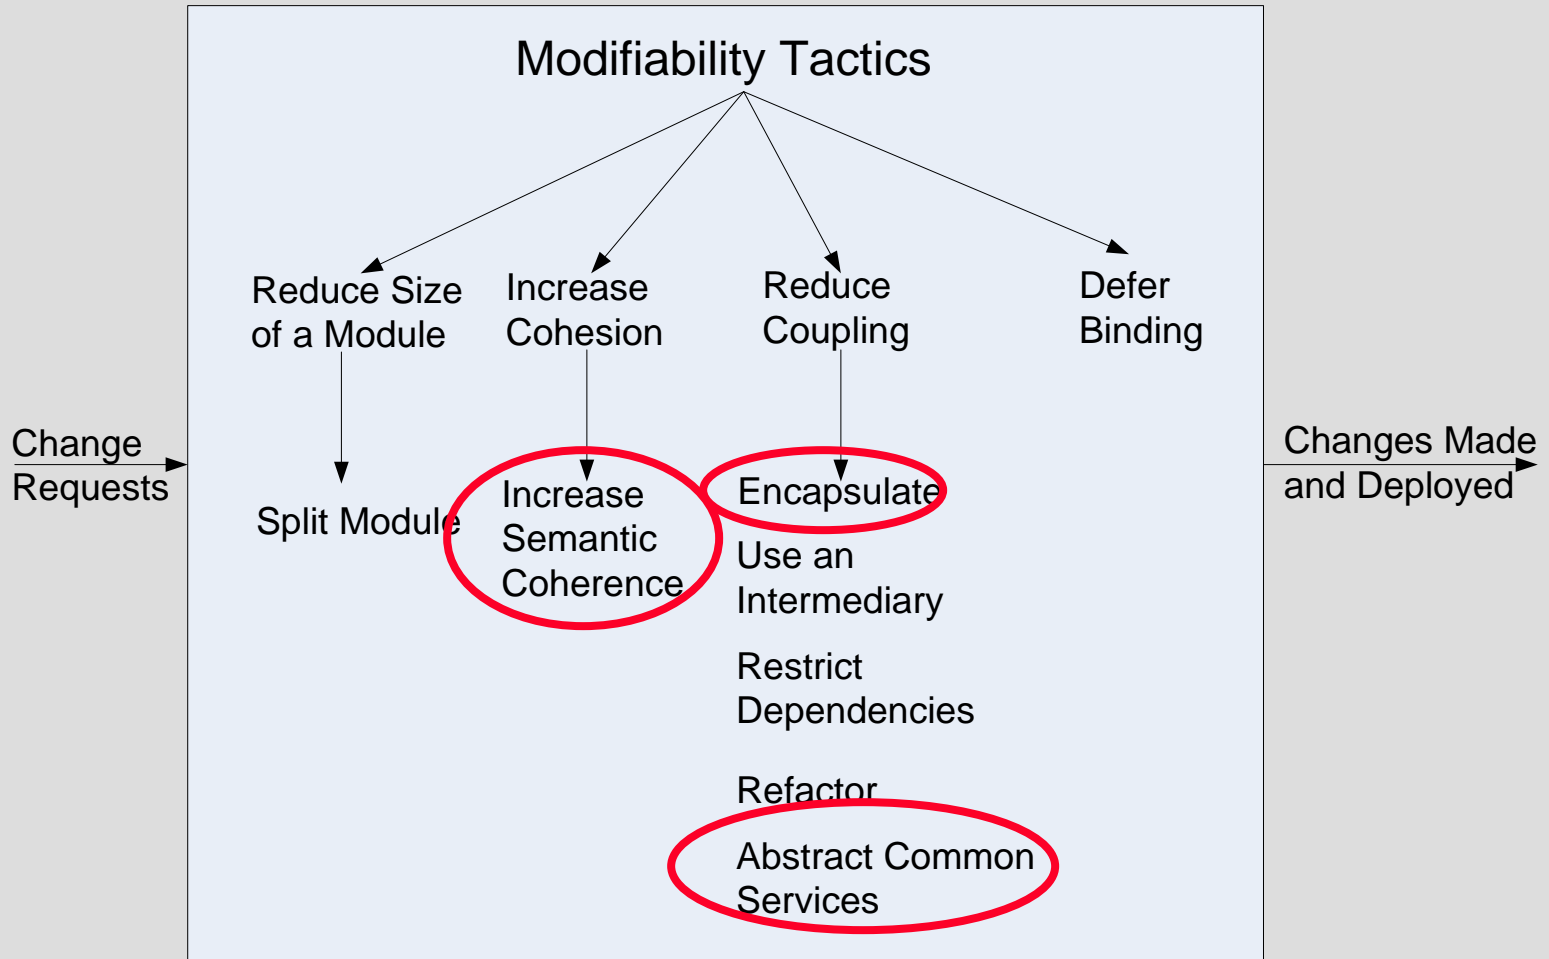 Modifiability Tactics
Reduce Size
of a Module
Increase
Cohesion
Reduce
Coupling
Defer
Binding
Change
Requests
Split Module
Increase
Semantic
Coherence
Encapsulate
Use an
Intermediary
Restrict
Dependencies
Refactor
Abstract Common
Services
Changes Made
and Deployed